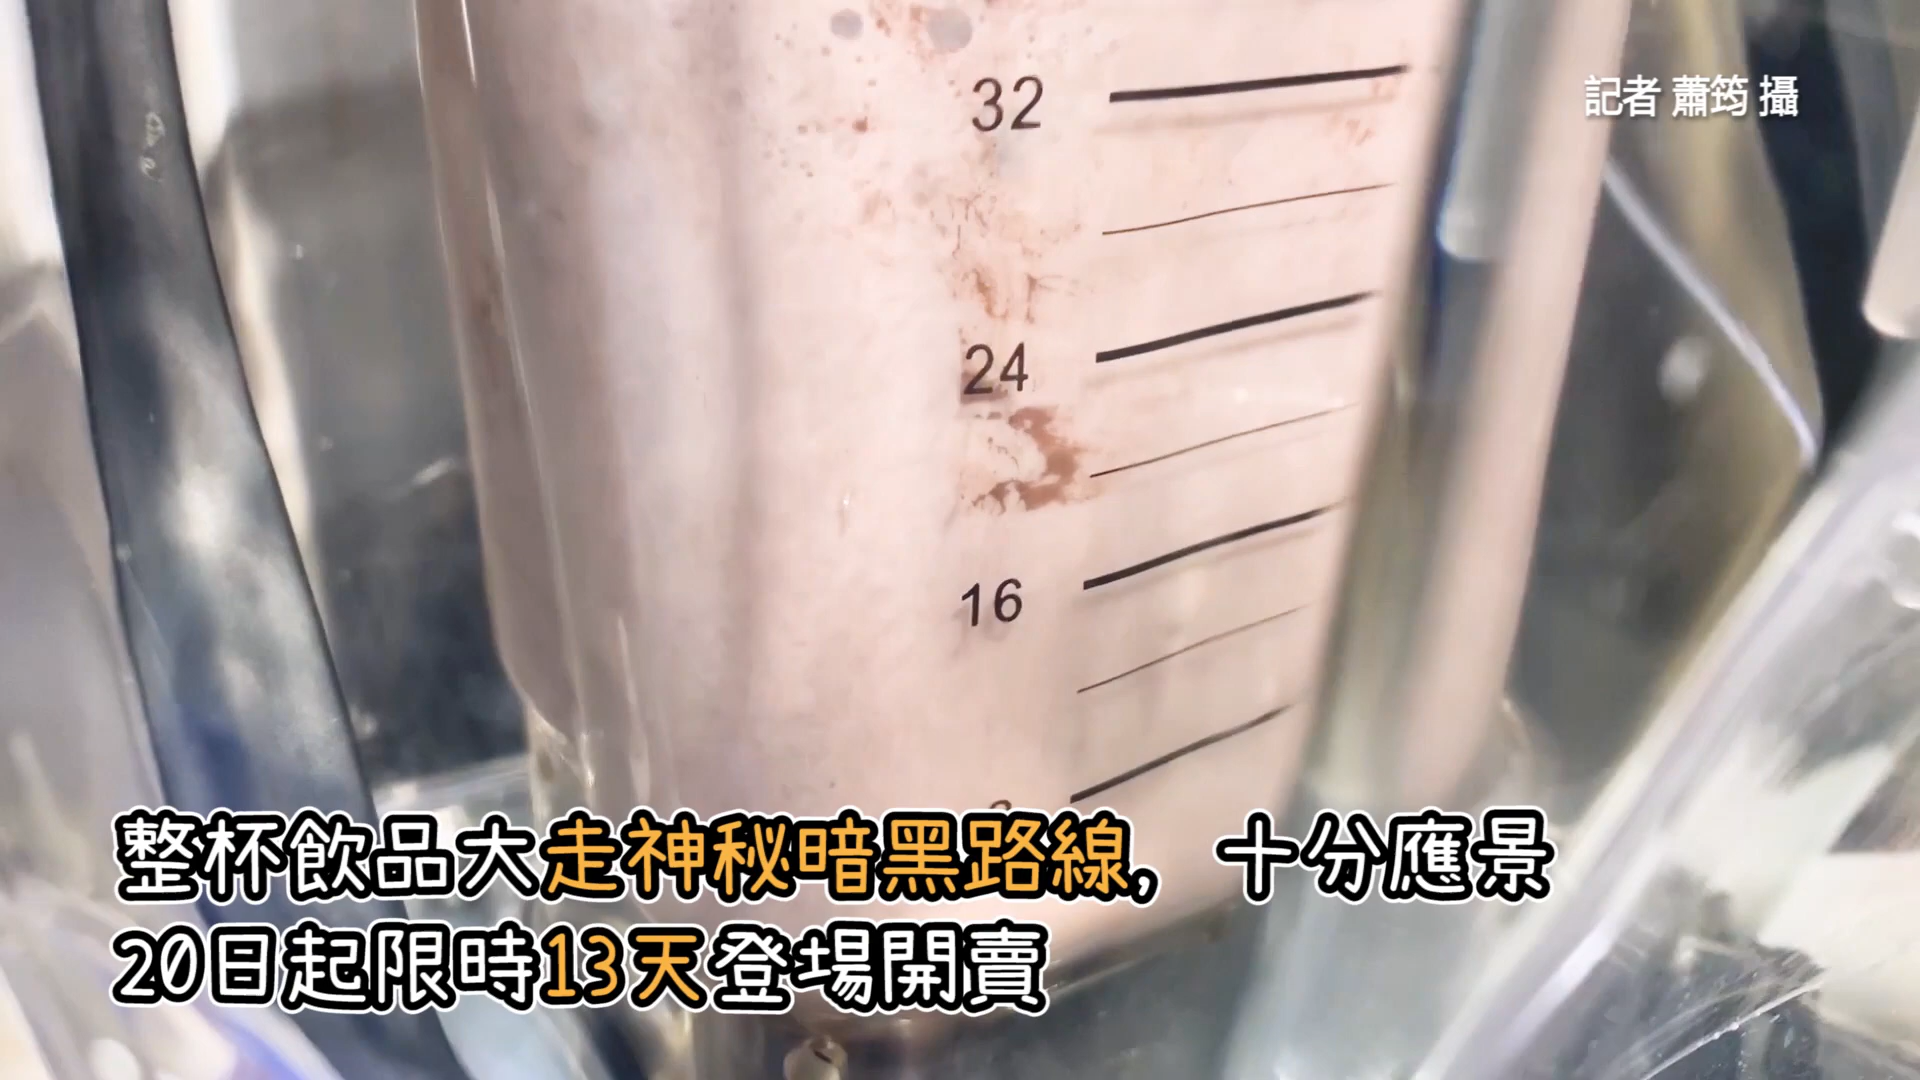 32
記者 蕭筠 攝
24
16
整杯飲品大走神秘暗黑路線, 十分應景
20日起限時13天登場開賣